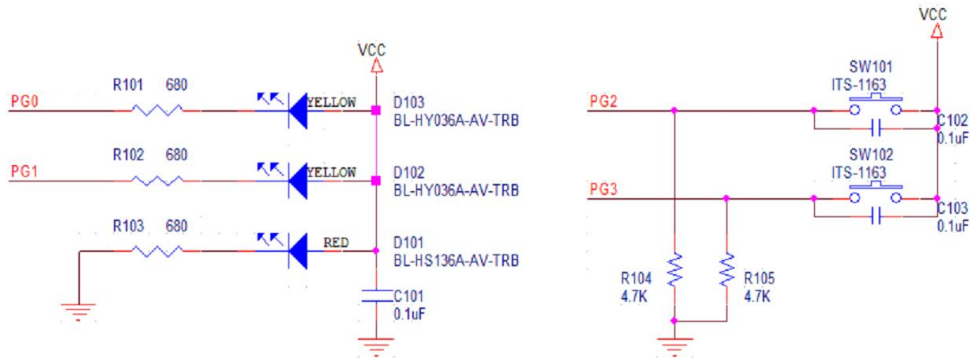 VCC
R101 680
PG0
YELLOW
D103
BL-HY036A-AV-TRB
R102 680
PG1
YELLOW
D102
BL-HY036A-AV-TRB
R103 680
RED
D101
BL-HS136A-AV-TRB
C101
0.1uF
VCC
SW101
ITS-1163
PG2
C102
0.1uF
SW102
ITS-1163
PG3
C103
0.1uF
R104
4.7K
R105
4.7K